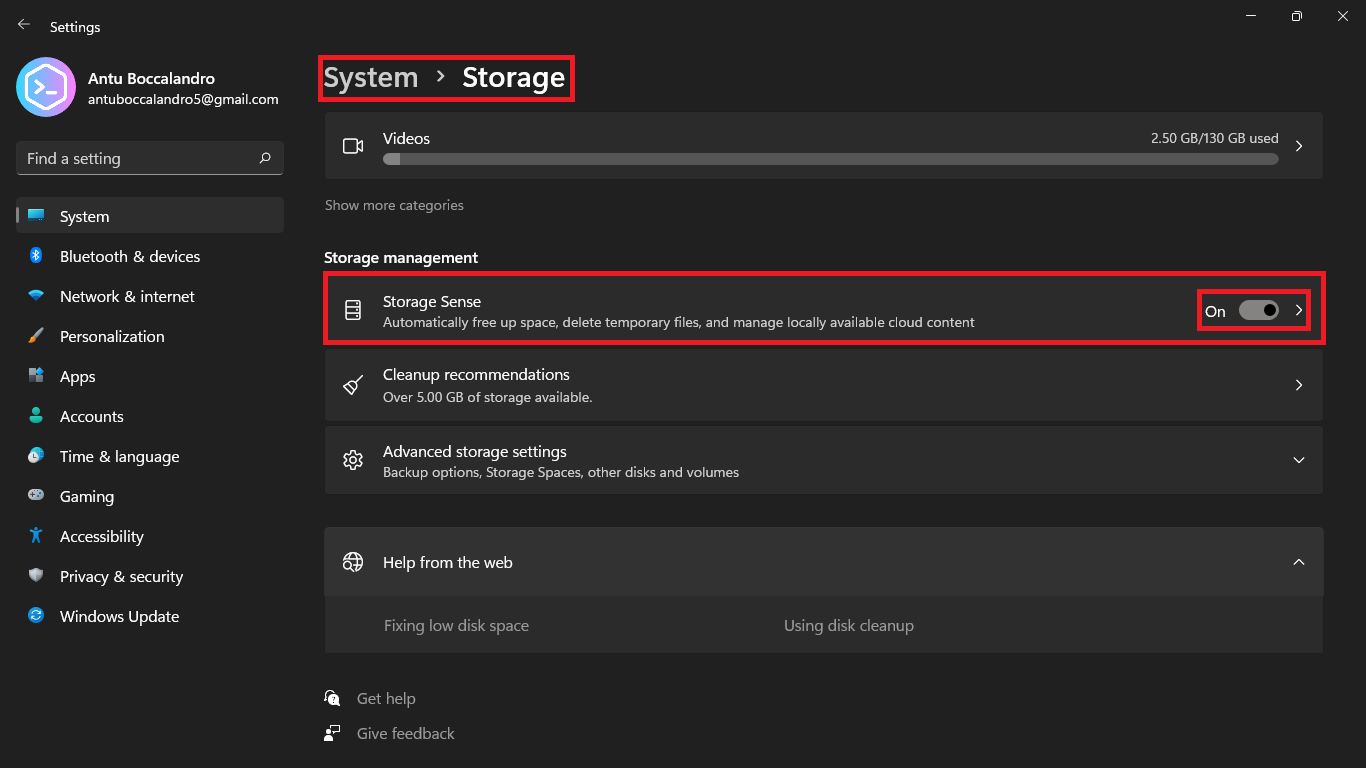 Settings
Antu Boccalandro
antuboccalandro5@gmail.com
Find a setting
System
Bluetooth & devices
Network & internet
Personalization
Apps
Accounts
Time & language
Gaming
Accessibility
Privacy & security
Windows Update
System > Storage
Videos
2.50 GB/130 GB used
Show more categories
Storage management
Storage Sense
Automatically free up space, delete temporary files, and manage locally available cloud content
On
Cleanup recommendations
Over 5.00 GB of storage available.
Advanced storage settings
Backup options, Storage Spaces, other disks and volumes
Help from the web
Fixing low disk space
Using disk cleanup
Get help
Give feedback